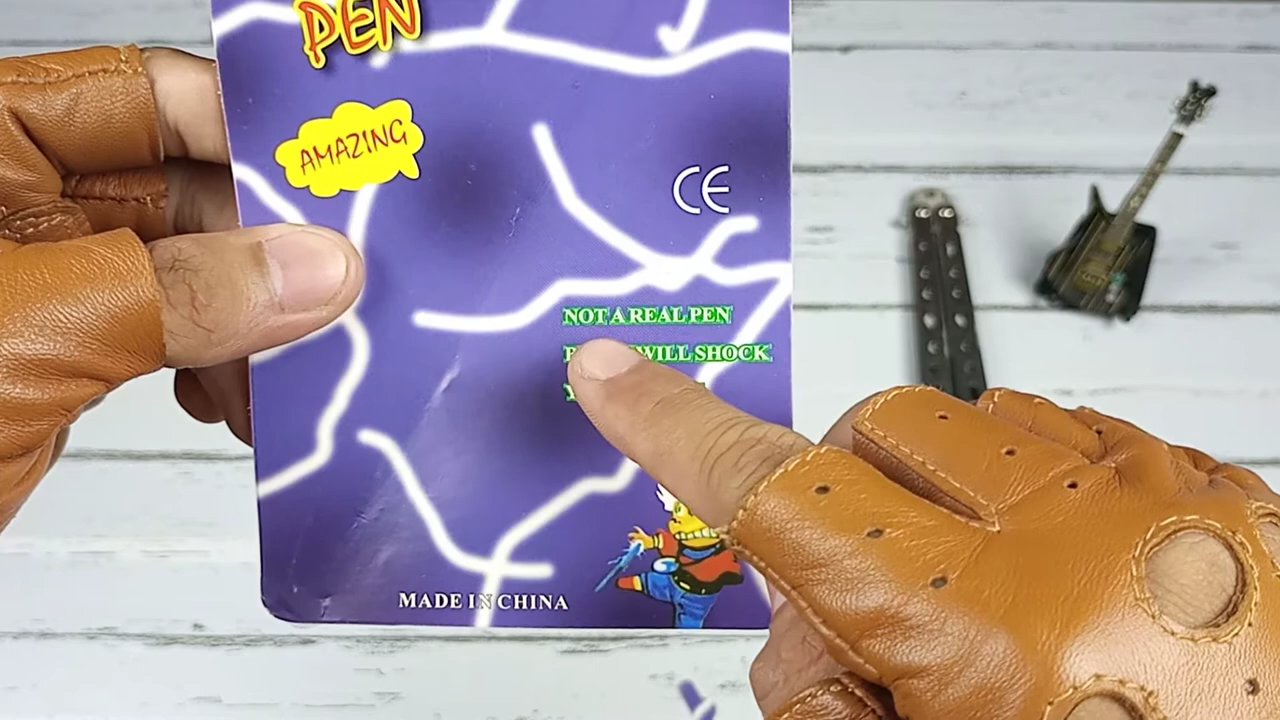 PEN
AMAZING
CE
NOT A REAL PEN
WILL SHOCK
MADE IN CHINA